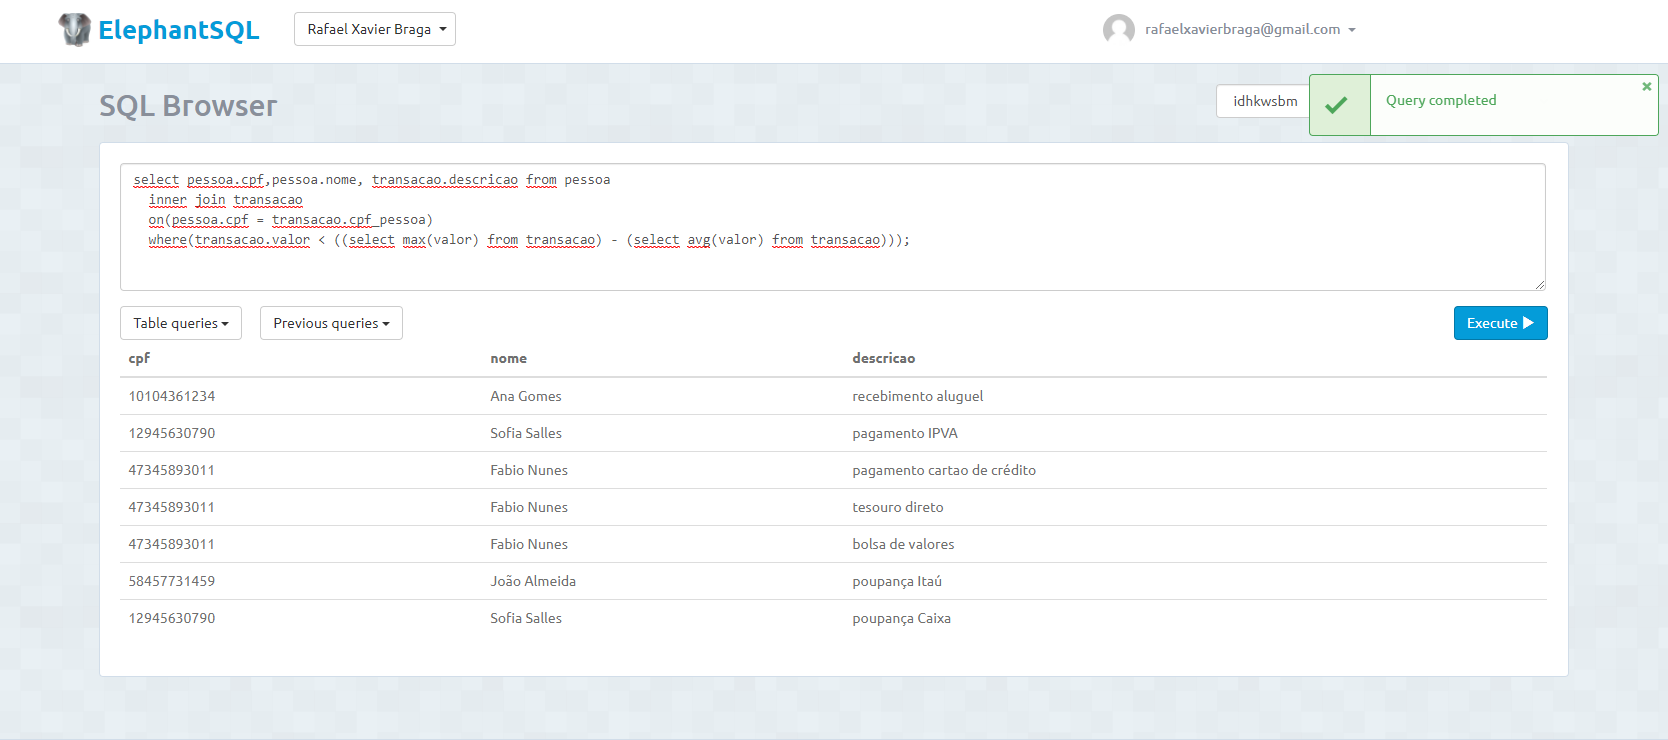 ElephantSQL
Rafael Xavier Braga
rafaelxavierbraga@gmail.com
SQL Browser
idhkwsbm
Query completed
select pessoa.cpf,pessoa.nome, transacao.descricao from pessoa
inner join transacao
on(pessoa.cpf = transacao.cpf_pessoa)
where(transacao.valor < ((select max(valor) from transacao) - (select avg(valor) from transacao)));
Table queries
Previous queries
Execute
cpf nome descricao
10104361234 Ana Gomes recebimento aluguel
12945630790 Sofia Salles pagamento IPVA
47345893011 Fabio Nunes pagamento cartao de crédito
47345893011 Fabio Nunes tesouro direto
47345893011 Fabio Nunes bolsa de valores
58457731459 João Almeida poupança Itaú
12945630790 Sofia Salles poupança Caixa